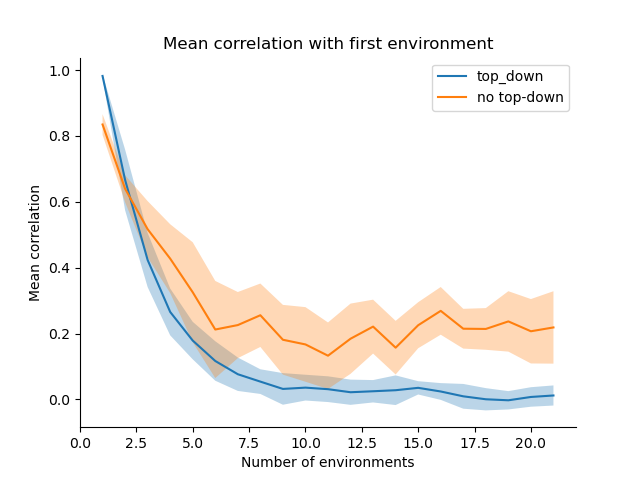 Mean correlation with first environment
top_down
no top-down
Mean correlation
1.0
0.8
0.6
0.4
0.2
0.0
0.0 2.5 5.0 7.5 10.0 12.5 15.0 17.5 20.0
Number of environments